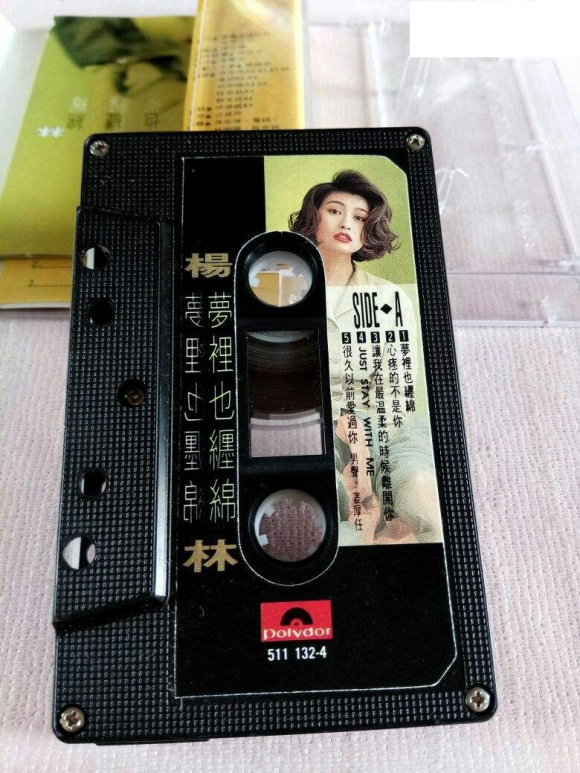 楊
林
夢裡也纏綿
SIDE◆A
1 夢裡也纏綿
2 心疼的不是你
3 讓我在最溫柔的時候離開你
4 JUST STAY WITH ME
5 很久以前愛過你 男聲:姜厚任
polydor
511 132-4